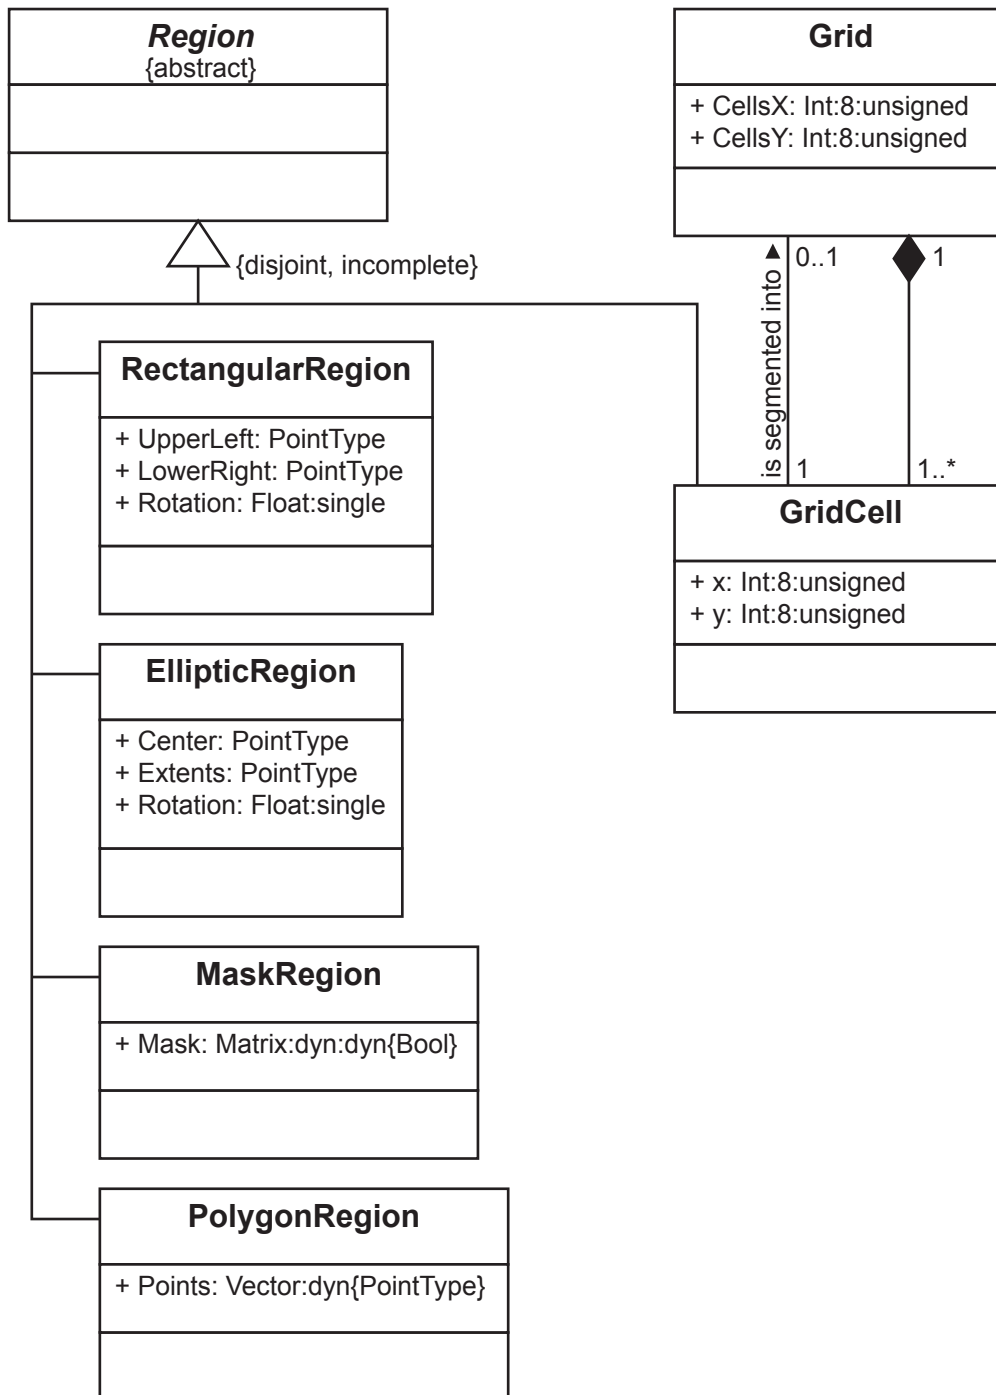 Region
{abstract}
Grid
+ CellsX: Int:8:unsigned
+ CellsY: Int:8:unsigned
{disjoint, incomplete}
is segmented into ▲
0..1
1
1
1..*
RectangularRegion
+ UpperLeft: PointType
+ LowerRight: PointType
+ Rotation: Float:single
GridCell
+ x: Int:8:unsigned
+ y: Int:8:unsigned
EllipticRegion
+ Center: PointType
+ Extents: PointType
+ Rotation: Float:single
MaskRegion
+ Mask: Matrix:dyn:dyn{Bool}
PolygonRegion
+ Points: Vector:dyn{PointType}